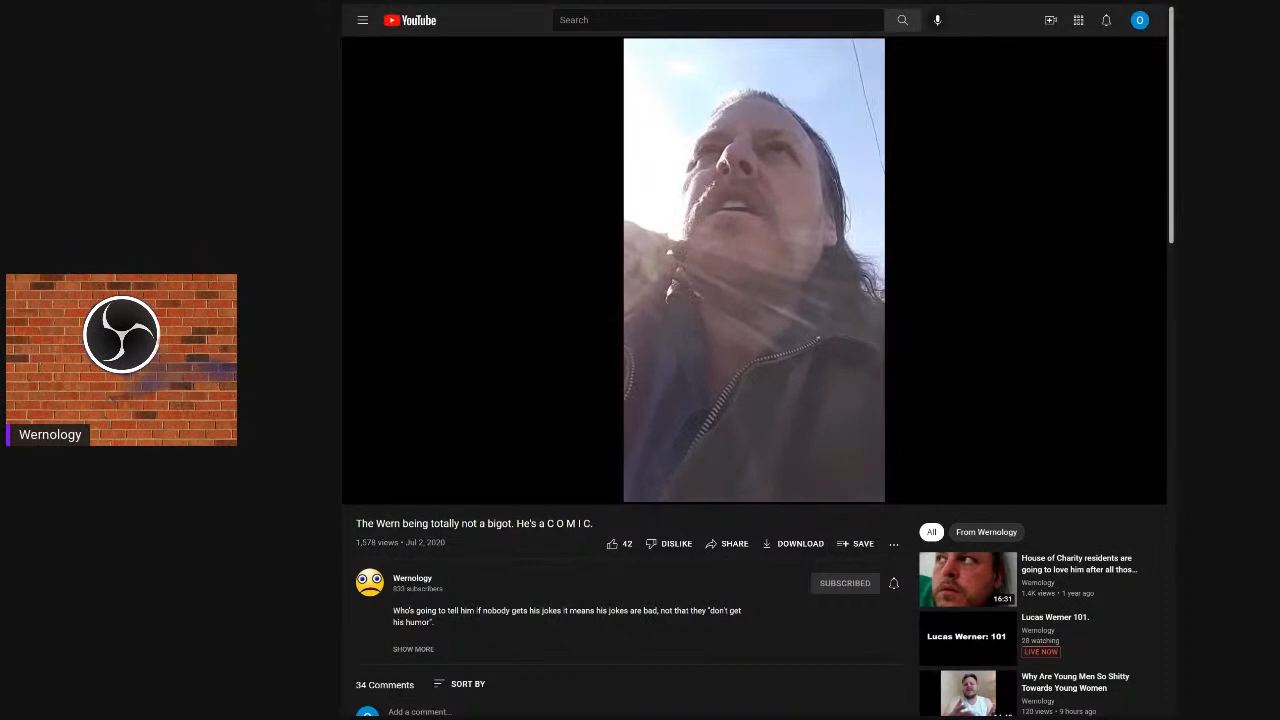 YouTube
Search
O
The Wern being totally not a bigot. He's a C O M I C.
1,578 views • Jul 2, 2020
42
DISLIKE
SHARE
DOWNLOAD
SAVE
Wernology
833 subscribers
SUBSCRIBED
Who's going to tell him if nobody gets his jokes it means his jokes are bad, not that they "don't get
his humor".
SHOW MORE
34 Comments
SORT BY
Add a comment...
All
From Wernology
16:31
House of Charity residents are
going to love him after all thos...
Wernology
1.4K views • 1 year ago
Lucas Werner: 101
Lucas Werner 101.
Wernology
28 watching
LIVE NOW
Why Are Young Men So Shitty
Towards Young Women
Wernology
120 views • 9 hours ago
Wernology